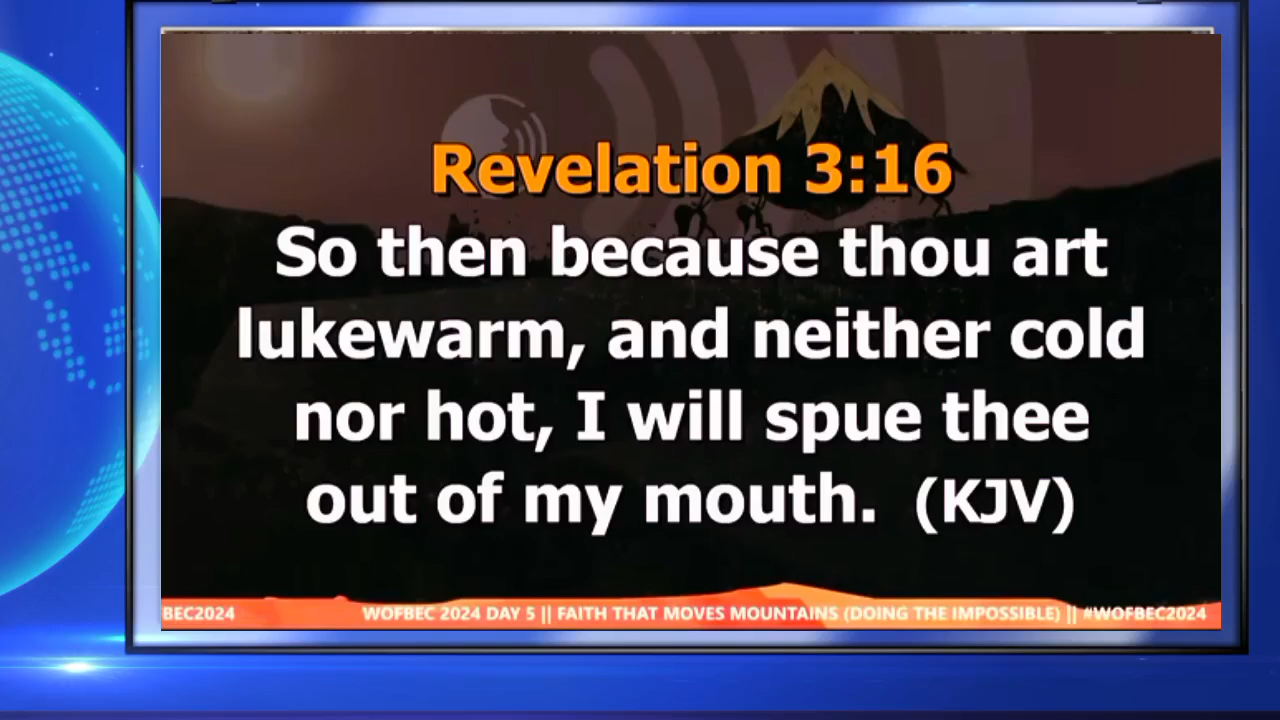 Revelation 3:16
So then because thou art
lukewarm, and neither cold
nor hot, I will spue thee
out of my mouth. (KJV)
BEC2024 WOFBEC 2024 DAY 5 || FAITH THAT MOVES MOUNTAINS (DOING THE IMPOSSIBLE) || #WOFBEC2024